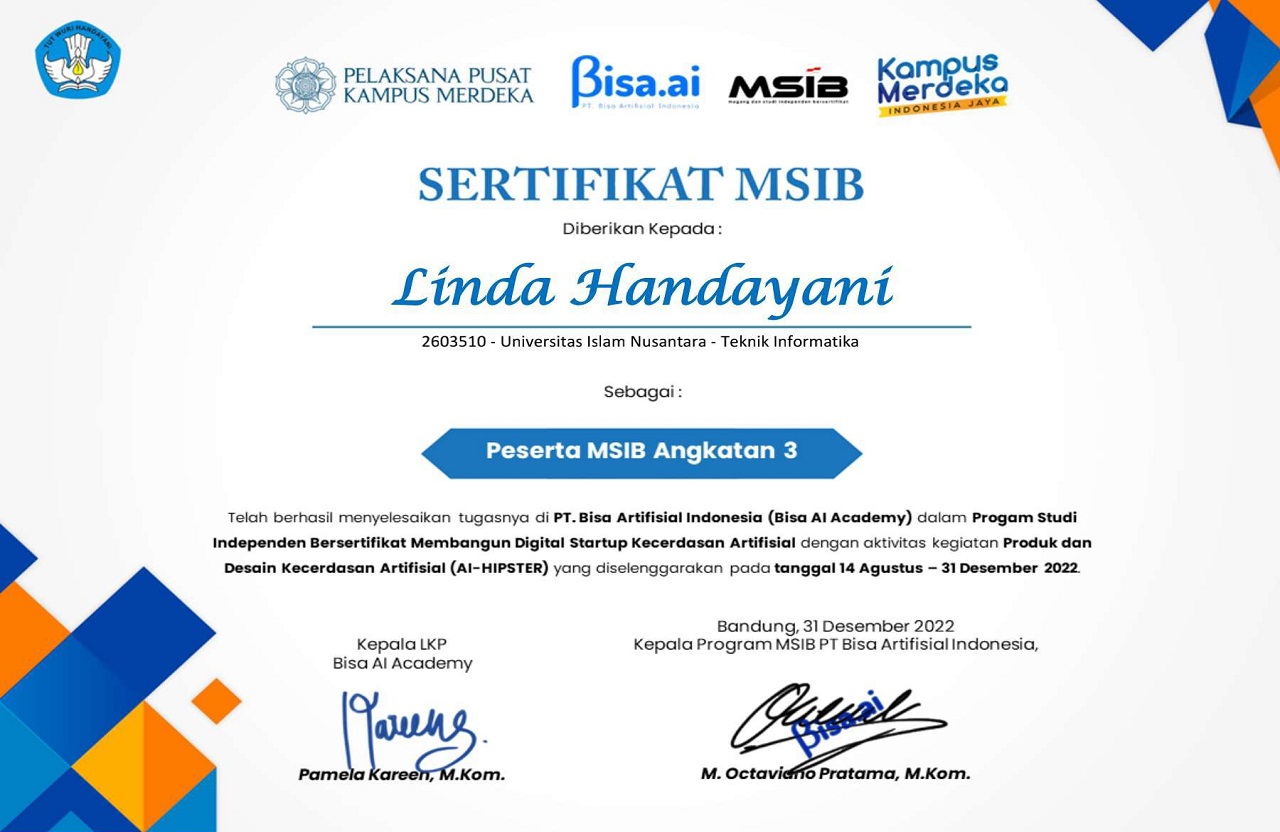 TUT WURI HANDAYANI
PELAKSANA PUSAT
KAMPUS MERDEKA
Bisa.ai
PT. Bisa Artifisial Indonesia
MSIB
Magang dan studi independen bersertifikat
Kampus
Merdeka
INDONESIA JAYA
SERTIFIKAT MSIB
Diberikan Kepada :
Linda Handayani
2603510 - Universitas Islam Nusantara - Teknik Informatika
Sebagai :
Peserta MSIB Angkatan 3
Telah berhasil menyelesaikan tugasnya di PT. Bisa Artifisial Indonesia (Bisa AI Academy) dalam Progam Studi
Independen Bersertifikat Membangun Digital Startup Kecerdasan Artifisial dengan aktivitas kegiatan Produk dan
Desain Kecerdasan Artifisial (AI-HIPSTER) yang diselenggarakan pada tanggal 14 Agustus – 31 Desember 2022.
Kepala LKP
Bisa AI Academy
Kareen
Pamela Kareen, M.Kom.
Bandung, 31 Desember 2022
Kepala Program MSIB PT Bisa Artifisial Indonesia,
Bisa.ai
M. Octaviano Pratama, M.Kom.